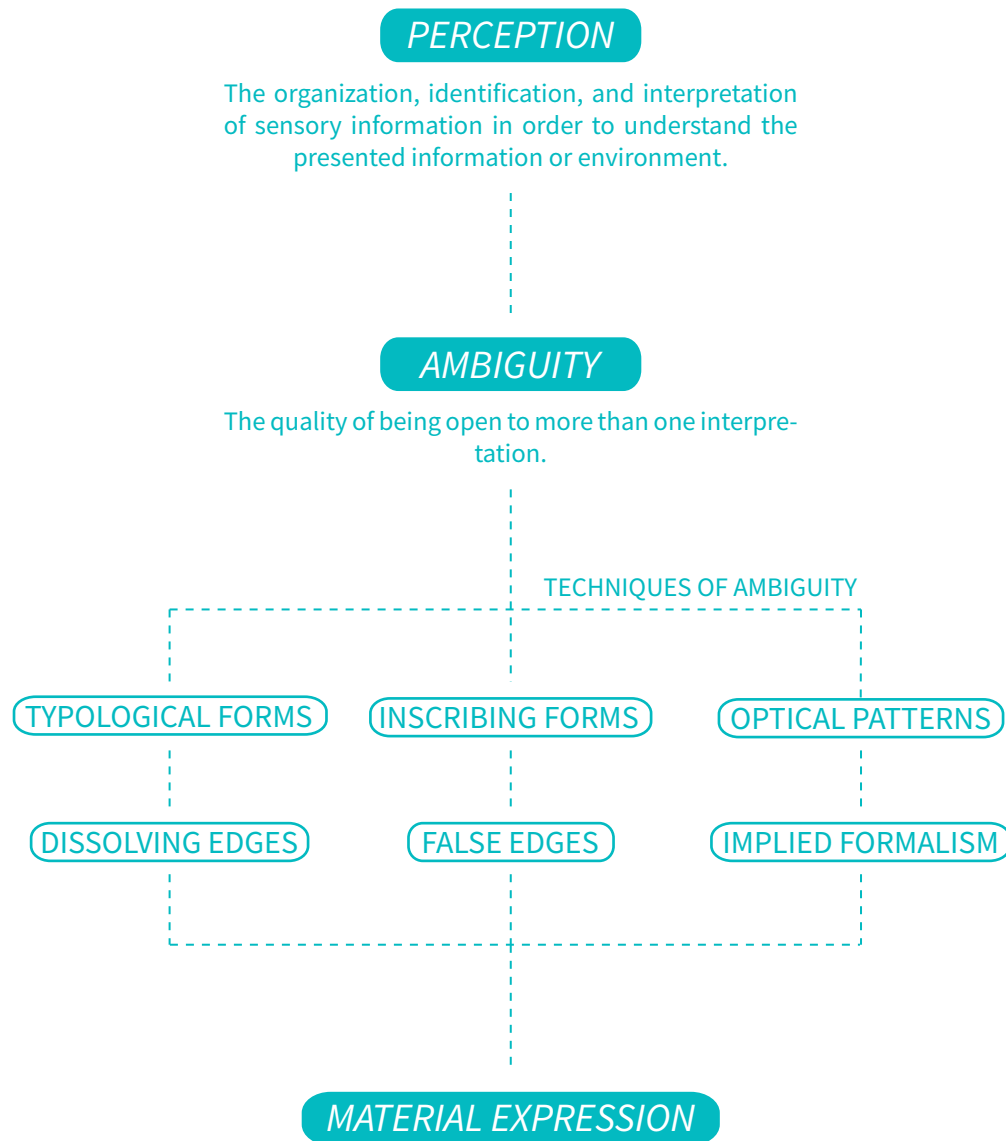 PERCEPTION
The organization, identification, and interpretation
of sensory information in order to understand the
presented information or environment.
AMBIGUITY
The quality of being open to more than one interpre-
tation.
TECHNIQUES OF AMBIGUITY
TYPOLOGICAL FORMS
INSCRIBING FORMS
OPTICAL PATTERNS
DISSOLVING EDGES
FALSE EDGES
IMPLIED FORMALISM
MATERIAL EXPRESSION